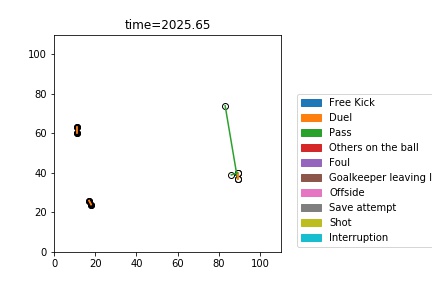 time=2025.65
100
80
60
40
20
0
0 20 40 60 80 100
Free Kick
Duel
Pass
Others on the ball
Foul
Goalkeeper leaving l
Offside
Save attempt
Shot
Interruption